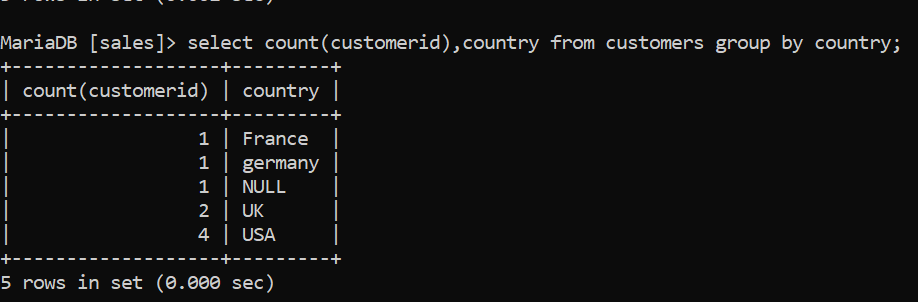 MariaDB [sales]> select count(customerid),country from customers group by country;
+-------------------+---------+
| count(customerid) | country |
+-------------------+---------+
|                 1 | France  |
|                 1 | germany |
|                 1 | NULL    |
|                 2 | UK      |
|                 4 | USA     |
+-------------------+---------+
5 rows in set (0.000 sec)